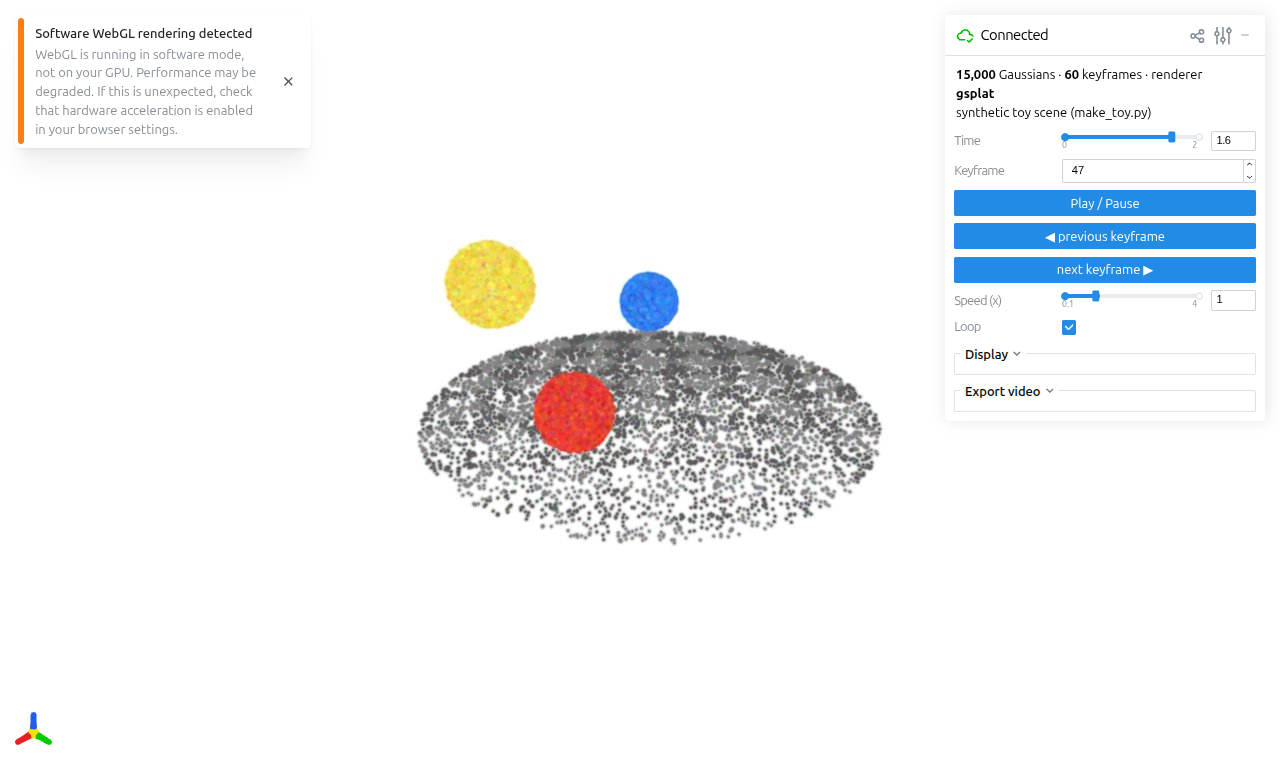 Software WebGL rendering detected
WebGL is running in software mode,
not on your GPU. Performance may be
degraded. If this is unexpected, check
that hardware acceleration is enabled
in your browser settings.
Connected
15,000 Gaussians · 60 keyframes · renderer
gsplat
synthetic toy scene (make_toy.py)
Time
0
2
1.6
Keyframe
47
Play / Pause
◀ previous keyframe
next keyframe ▶
Speed (x)
0.1
4
1
Loop
Display
Export video